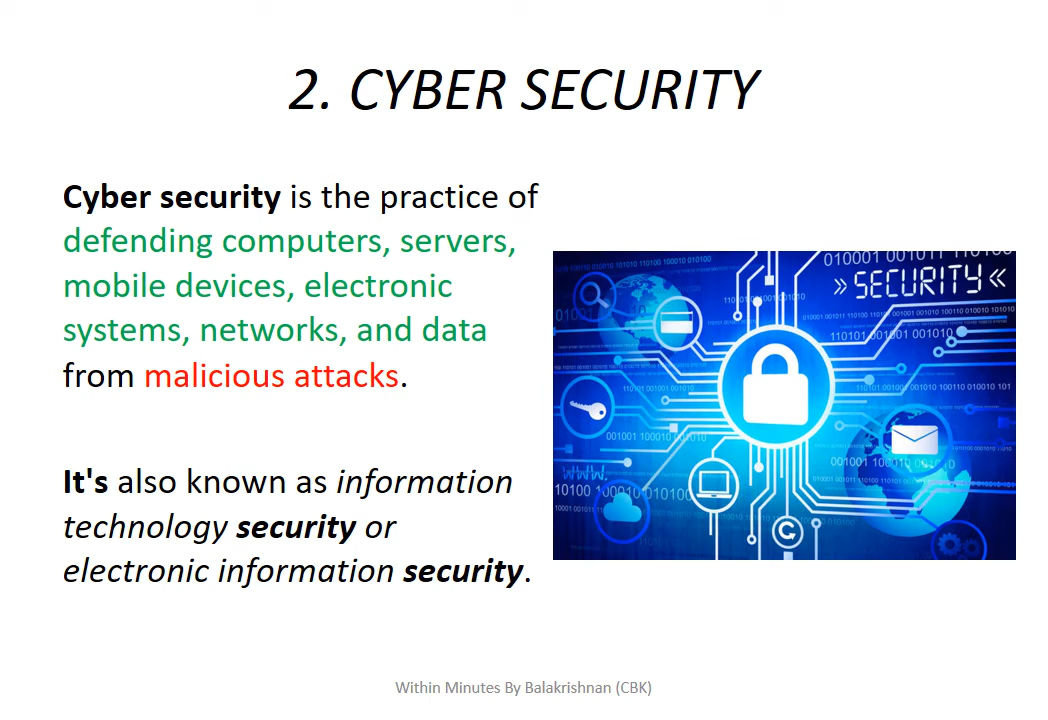 2. CYBER SECURITY
Cyber security is the practice of
defending computers, servers,
mobile devices, electronic
systems, networks, and data
from malicious attacks.
» SECURITY «
WWW.
It's also known as information
technology security or
electronic information security.
Within Minutes By Balakrishnan (CBK)